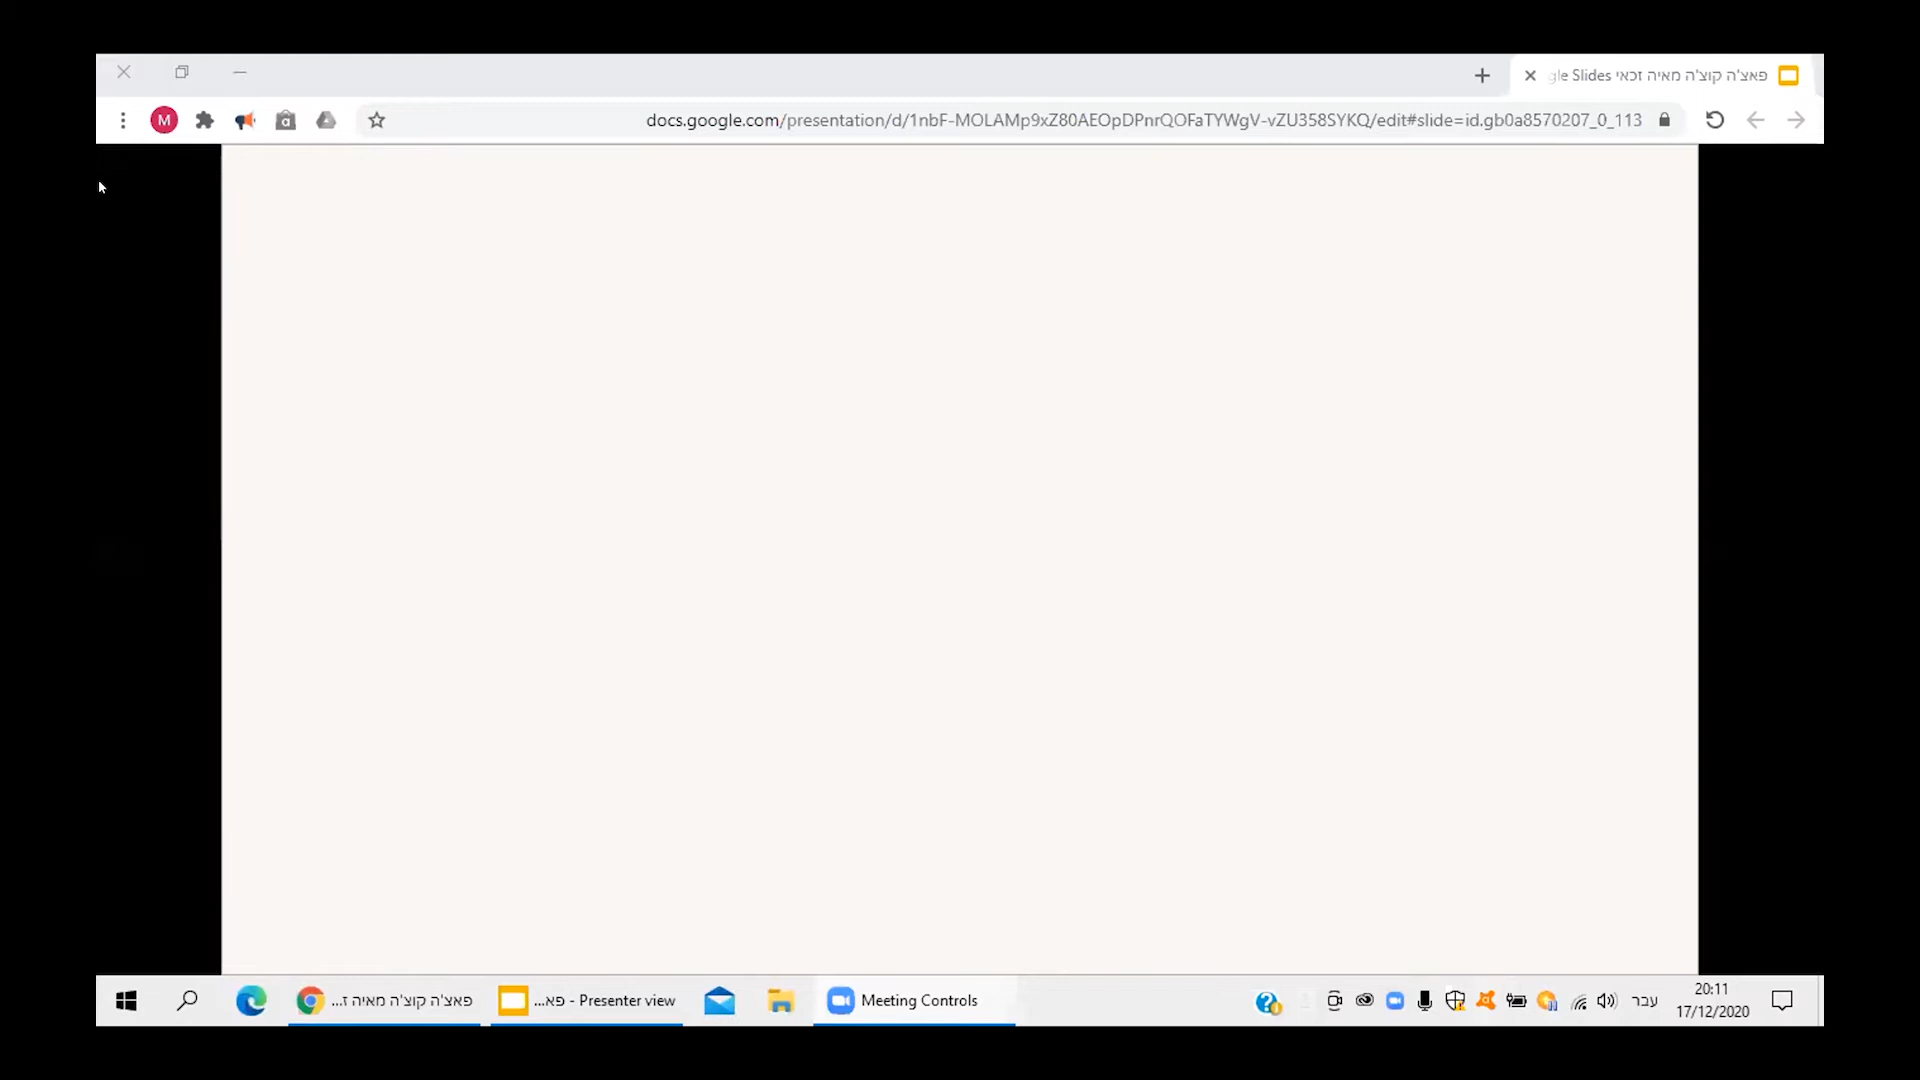 פאצ'ה קוצ'ה מאיה זכאי gle Slides
M
docs.google.com/presentation/d/1nbF-MOLAMp9xZ80AEOpDPnrQOFaTYWgV-vZU358SYKQ/edit#slide=id.gb0a8570207_0_113
פאצ'ה קוצ'ה מאיה ז...
פא... - Presenter view
Meeting Controls
עבר
20:11
17/12/2020